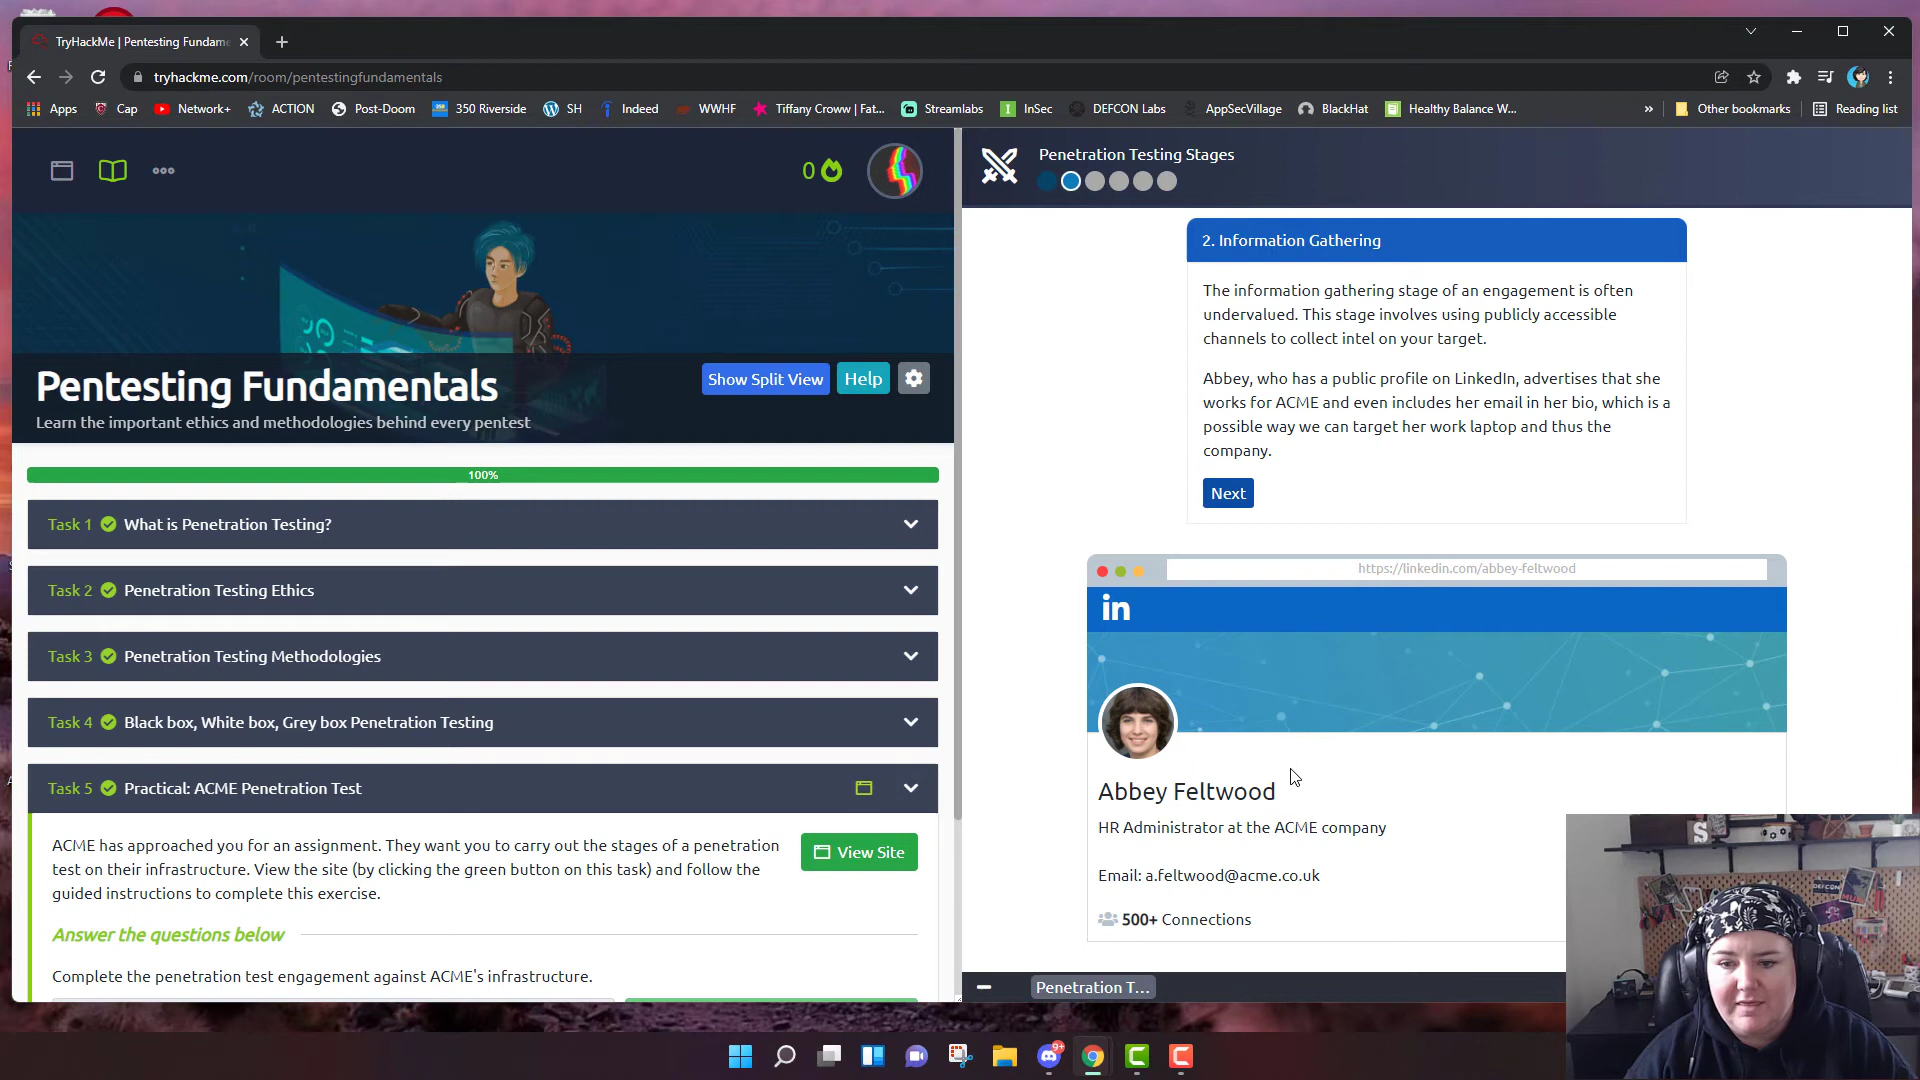 TryHackMe | Pentesting Fundam
tryhackme.com/room/pentestingfundamentals
Apps
Cap
Network+
ACTION
Post-Doom
350 Riverside
SH
Indeed
WWHF
Tiffany Croww | Fat...
Streamlabs
InSec
DEFCON Labs
AppSecVillage
BlackHat
Healthy Balance W...
»
Other bookmarks
Reading list
0
Pentesting Fundamentals
Learn the important ethics and methodologies behind every pentest
Show Split View
Help
100%
Task 1 What is Penetration Testing?
Task 2 Penetration Testing Ethics
Task 3 Penetration Testing Methodologies
Task 4 Black box, White box, Grey box Penetration Testing
Task 5 Practical: ACME Penetration Test
ACME has approached you for an assignment. They want you to carry out the stages of a penetration
test on their infrastructure. View the site (by clicking the green button on this task) and follow the
guided instructions to complete this exercise.
View Site
Answer the questions below
Complete the penetration test engagement against ACME's infrastructure.
Penetration Testing Stages
2. Information Gathering
The information gathering stage of an engagement is often
undervalued. This stage involves using publicly accessible
channels to collect intel on your target.
Abbey, who has a public profile on LinkedIn, advertises that she
works for ACME and even includes her email in her bio, which is a
possible way we can target her work laptop and thus the
company.
Next
https://linkedin.com/abbey-feltwood
in
Abbey Feltwood
HR Administrator at the ACME company
Email: a.feltwood@acme.co.uk
500+ Connections
Penetration T...
9+